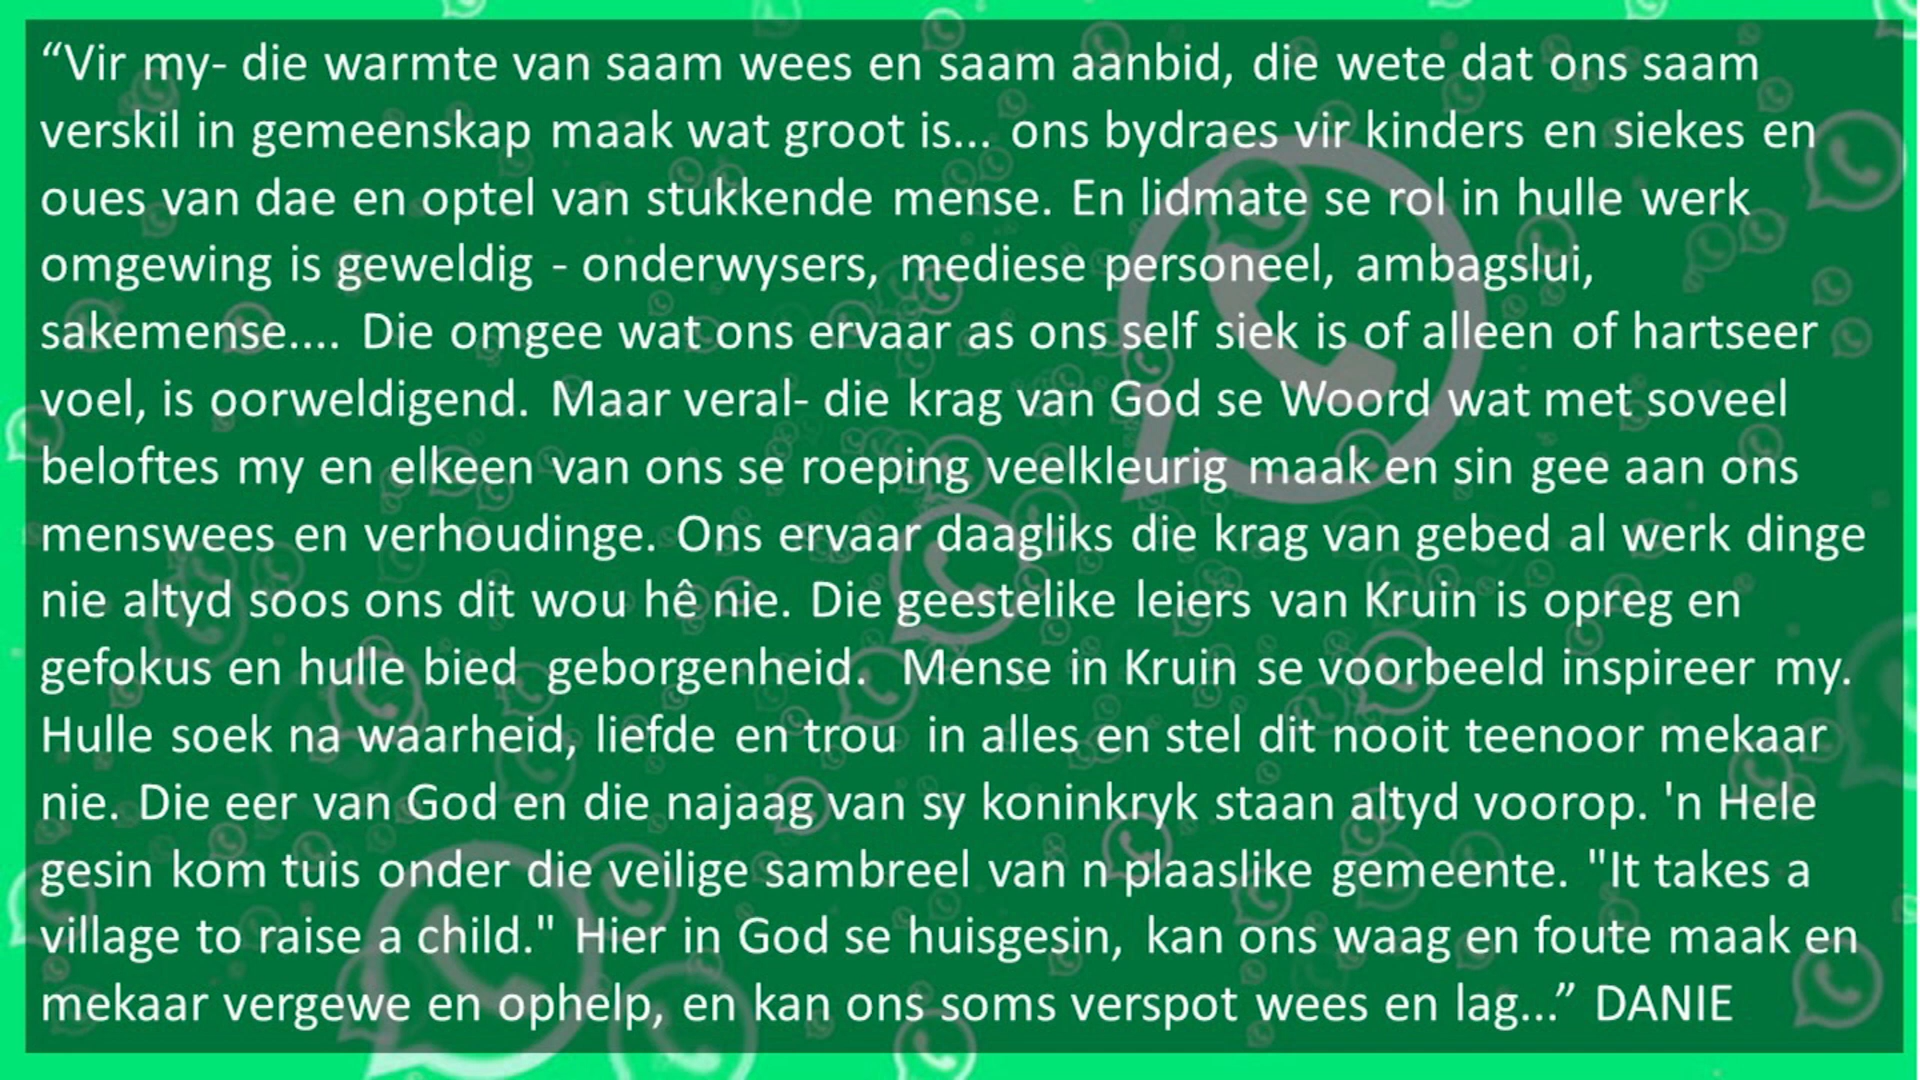 “Vir my- die warmte van saam wees en saam aanbid, die wete dat ons saam
verskil in gemeenskap maak wat groot is... ons bydraes vir kinders en siekes en
oues van dae en optel van stukkende mense. En lidmate se rol in hulle werk
omgewing is geweldig - onderwysers, mediese personeel, ambagslui,
sakemense.... Die omgee wat ons ervaar as ons self siek is of alleen of hartseer
voel, is oorweldigend. Maar veral- die krag van God se Woord wat met soveel
beloftes my en elkeen van ons se roeping veelkleurig maak en sin gee aan ons
menswees en verhoudinge. Ons ervaar daagliks die krag van gebed al werk dinge
nie altyd soos ons dit wou hê nie. Die geestelike leiers van Kruin is opreg en
gefokus en hulle bied geborgenheid. Mense in Kruin se voorbeeld inspireer my.
Hulle soek na waarheid, liefde en trou in alles en stel dit nooit teenoor mekaar
nie. Die eer van God en die najaag van sy koninkryk staan altyd voorop. 'n Hele
gesin kom tuis onder die veilige sambreel van n plaaslike gemeente. "It takes a
village to raise a child." Hier in God se huisgesin, kan ons waag en foute maak en
mekaar vergewe en ophelp, en kan ons soms verspot wees en lag...” DANIE